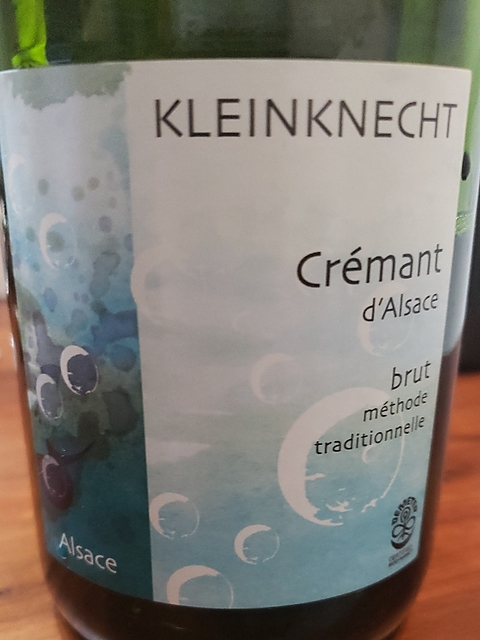 KLEINKNECHT
Crémant
d'Alsace
brut
méthode
traditionnelle
Alsace